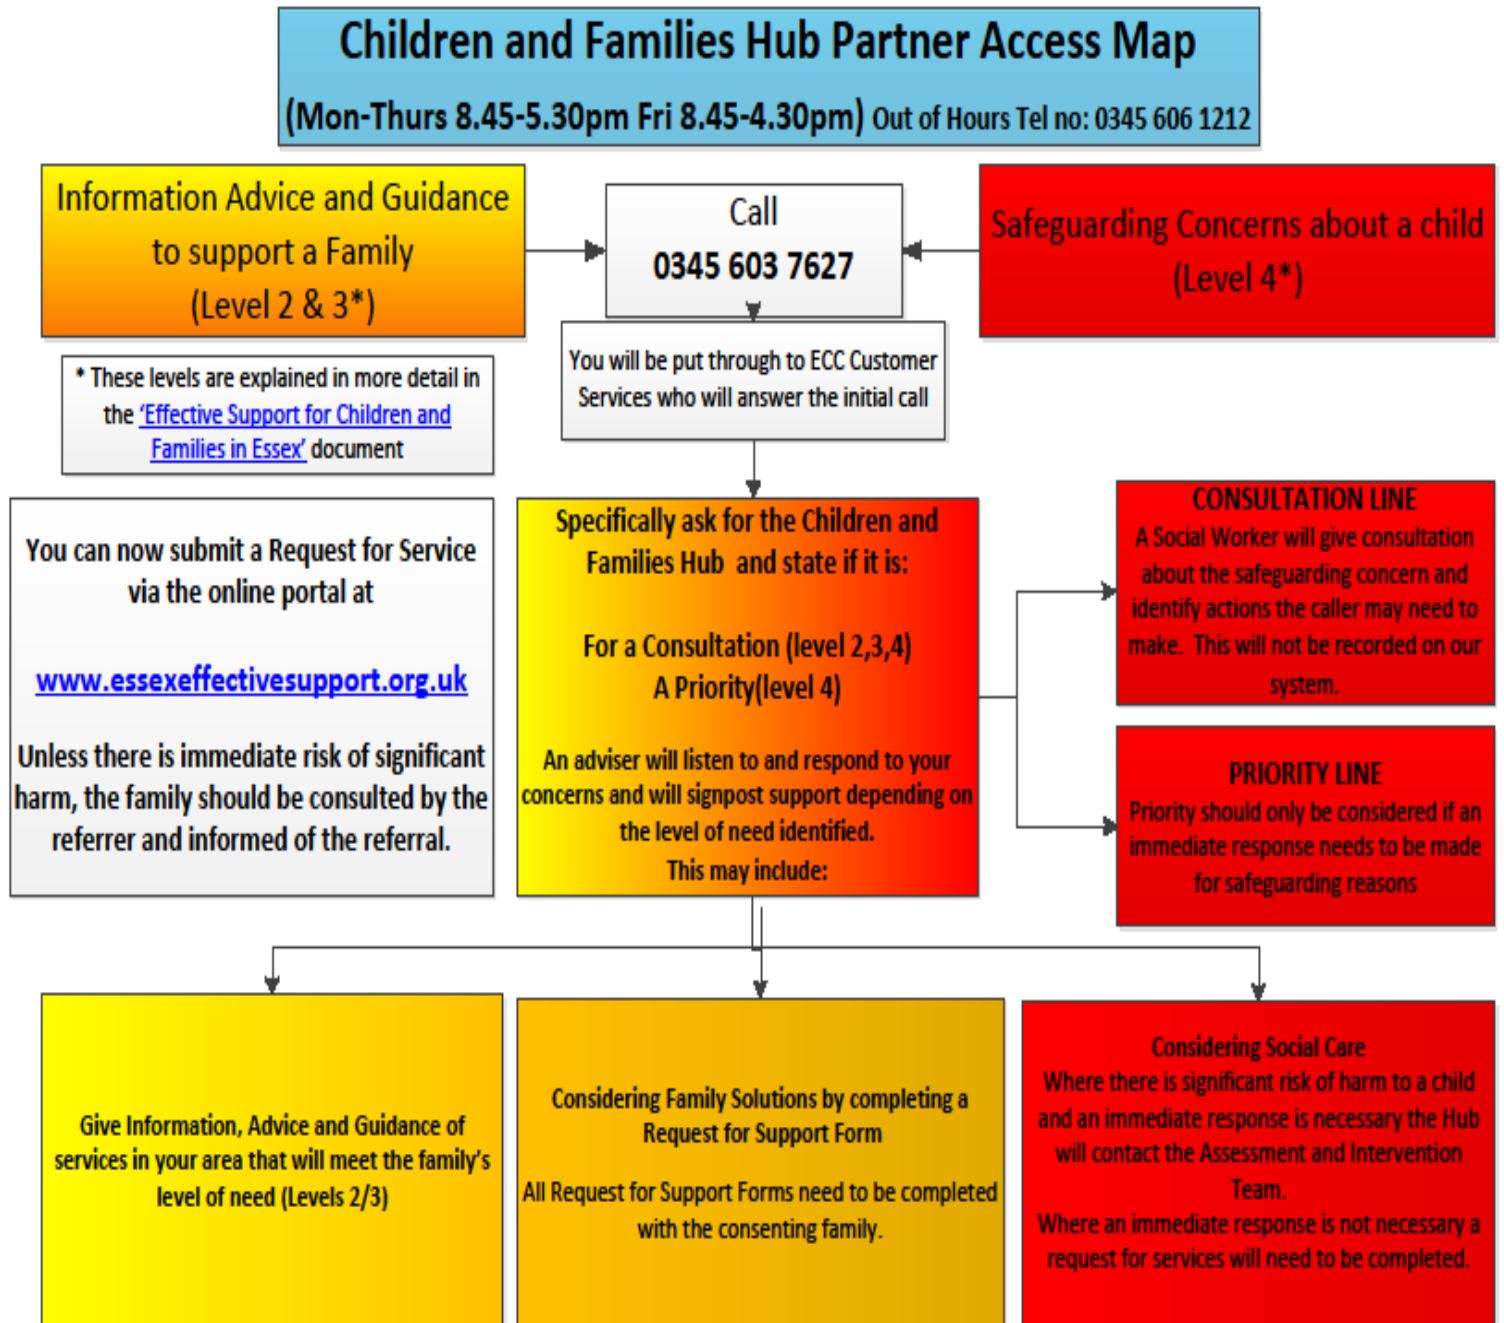 Children and Families Hub Partner Access Map
(Mon-Thurs 8.45-5.30pm Fri 8.45-4.30pm) Out of Hours Tel no: 0345 606 1212
Information Advice and Guidance
to support a Family
(Level 2 & 3*)
Call
0345 603 7627
Safeguarding Concerns about a child
(Level 4*)
* These levels are explained in more detail in
the ‘Effective Support for Children and
Families in Essex’ document
You will be put through to ECC Customer
Services who will answer the initial call
You can now submit a Request for Service
via the online portal at
www.essexeffectivesupport.org.uk
Unless there is immediate risk of significant
harm, the family should be consulted by the
referrer and informed of the referral.
Specifically ask for the Children and
Families Hub and state if it is:
For a Consultation (level 2,3,4)
A Priority(level 4)
An adviser will listen to and respond to your
concerns and will signpost support depending on
the level of need identified.
This may include:
CONSULTATION LINE
A Social Worker will give consultation
about the safeguarding concern and
identify actions the caller may need to
make. This will not be recorded on our
system.
PRIORITY LINE
Priority should only be considered if an
immediate response needs to be made
for safeguarding reasons
Give Information, Advice and Guidance of
services in your area that will meet the family’s
level of need (Levels 2/3)
Considering Family Solutions by completing a
Request for Support Form
All Request for Support Forms need to be completed
with the consenting family.
Considering Social Care
Where there is significant risk of harm to a child
and an immediate response is necessary the Hub
will contact the Assessment and Intervention
Team.
Where an immediate response is not necessary a
request for services will need to be completed.